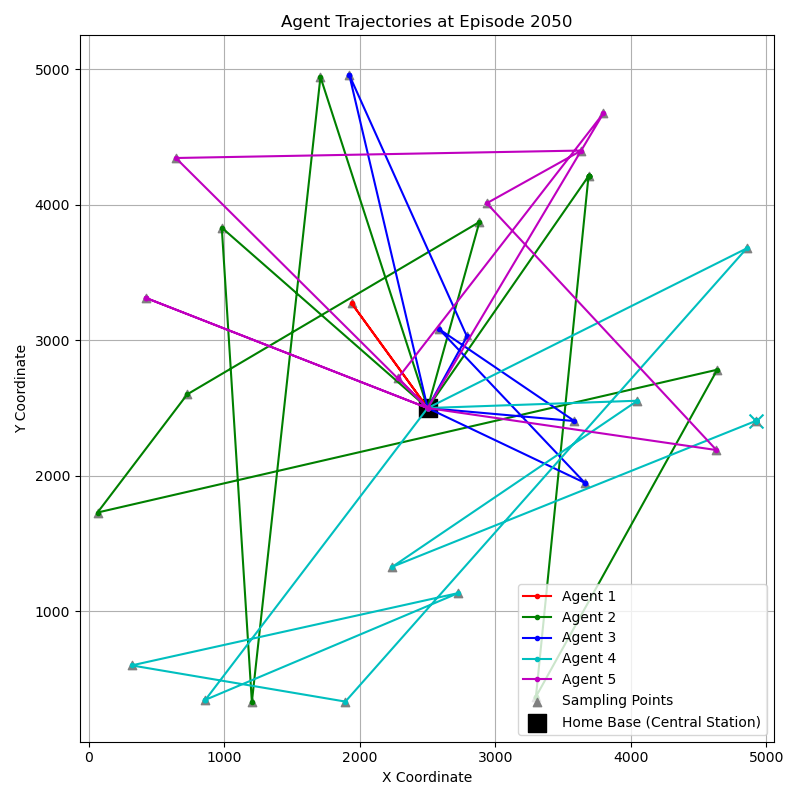 Agent Trajectories at Episode 2050
Y Coordinate
5000
4000
3000
2000
1000
0
1000
2000
3000
4000
5000
X Coordinate
Agent 1
Agent 2
Agent 3
Agent 4
Agent 5
Sampling Points
Home Base (Central Station)